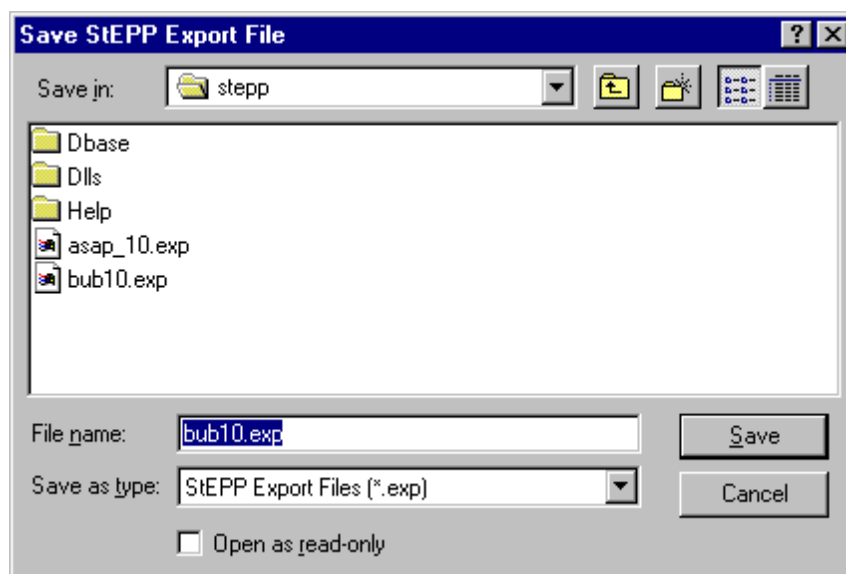 Save StEPP Export File
Save in: stepp
Dbase
Dlls
Help
asap_10.exp
bub10.exp
File name: bub10.exp Save
Save as type: StEPP Export Files (*.exp) Cancel
Open as read-only